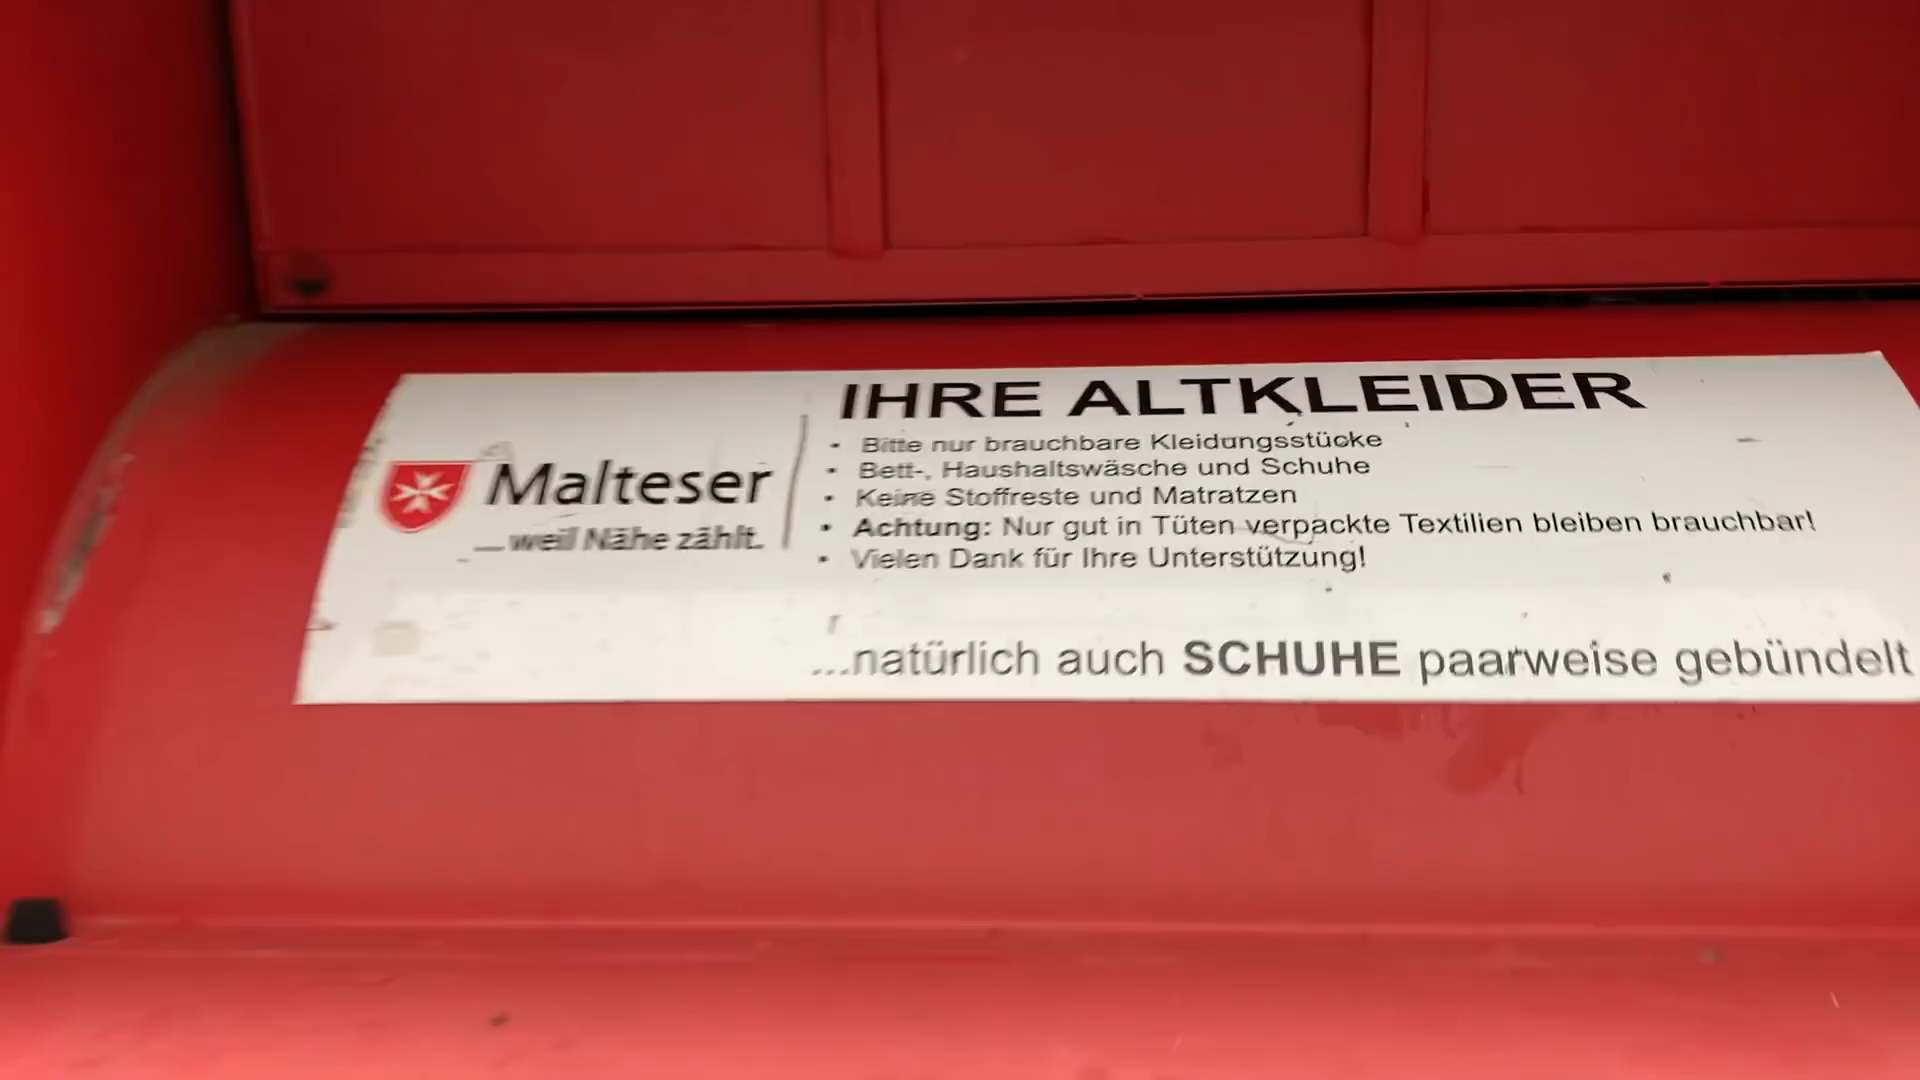 IHRE ALTKLEIDER
• Bitte nur brauchbare Kleidungsstücke
• Bett-, Haushaltswäsche und Schuhe
• Keine Stoffreste und Matratzen
• Achtung: Nur gut in Tüten verpackte Textilien bleiben brauchbar!
• Vielen Dank für Ihre Unterstützung!
Malteser
...weil Nähe zählt.
...natürlich auch SCHUHE paarweise gebündelt